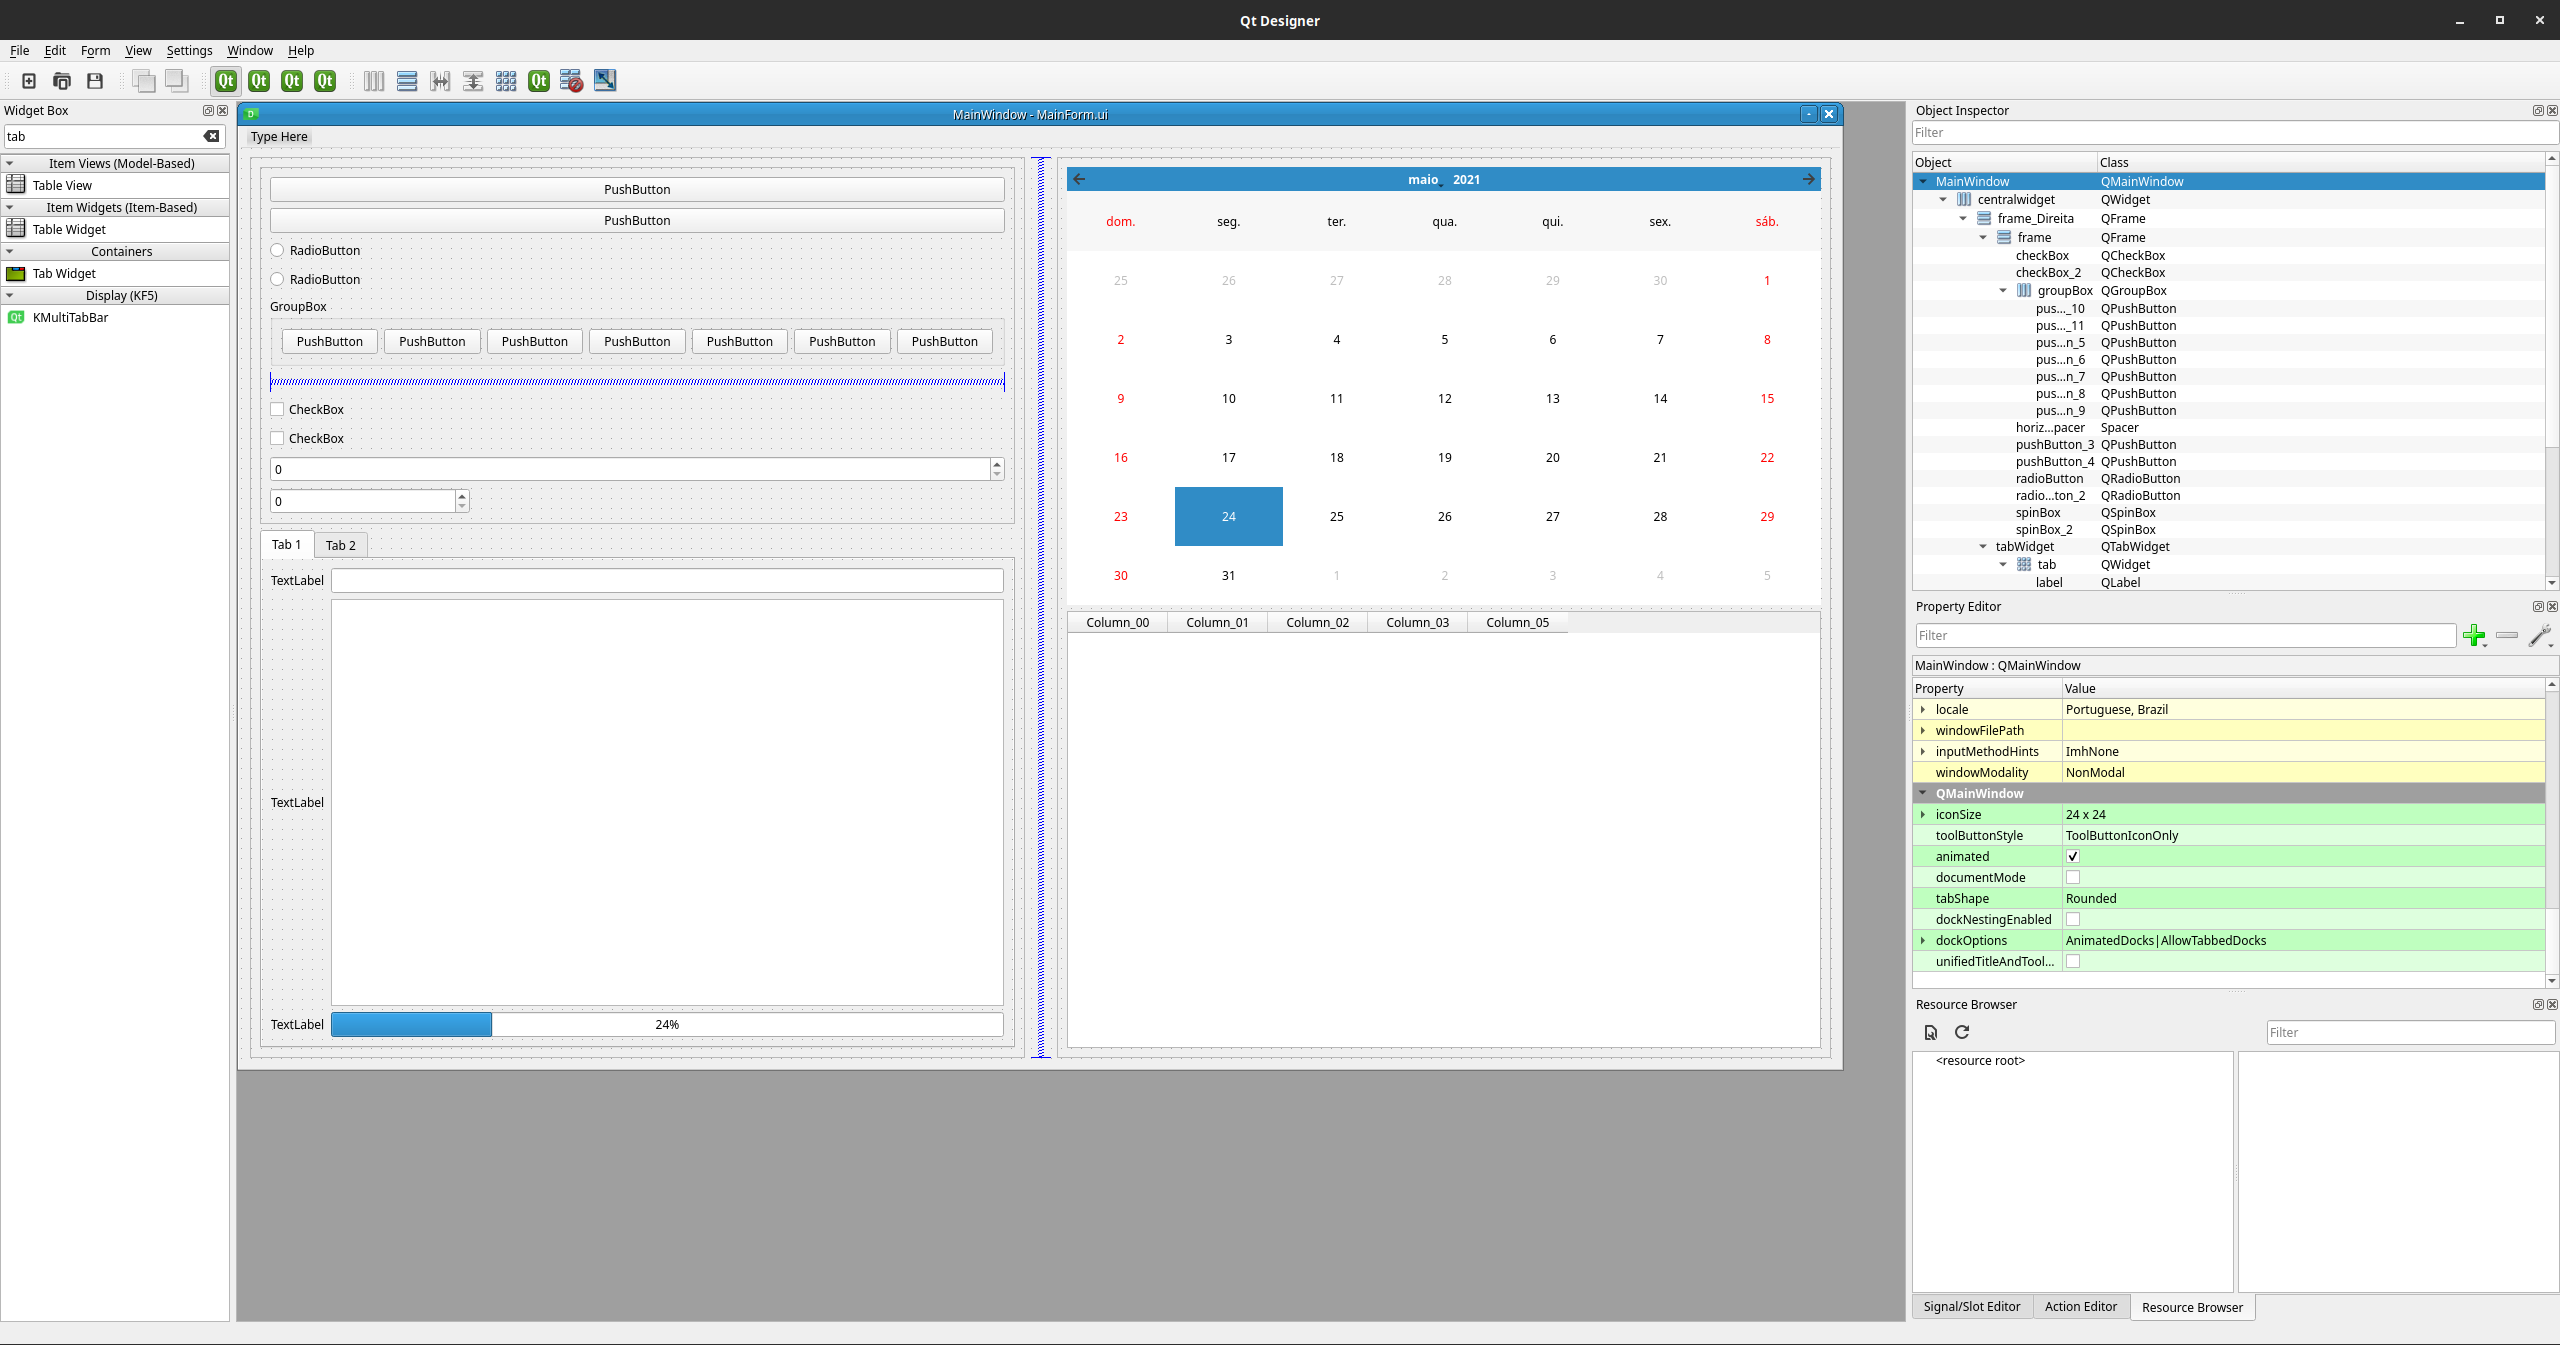 Qt Designer
File Edit Form View Settings Window Help
Qt Qt Qt Qt Qt
Widget Box
tab
Item Views (Model-Based)
Table View
Item Widgets (Item-Based)
Table Widget
Containers
Tab Widget
Display (KF5)
Qt KMultiTabBar
MainWindow - MainForm.ui
Type Here
PushButton
PushButton
RadioButton
RadioButton
GroupBox
PushButton PushButton PushButton PushButton PushButton PushButton PushButton
CheckBox
CheckBox
0
0
Tab 1 Tab 2
TextLabel
TextLabel
TextLabel 24%
maio 2021
dom. seg. ter. qua. qui. sex. sáb.
25 26 27 28 29 30 1
2 3 4 5 6 7 8
9 10 11 12 13 14 15
16 17 18 19 20 21 22
23 24 25 26 27 28 29
30 31 1 2 3 4 5
Column_00 Column_01 Column_02 Column_03 Column_05
Object Inspector
Filter
Object Class
MainWindow QMainWindow
centralwidget QWidget
frame_Direita QFrame
frame QFrame
checkBox QCheckBox
checkBox_2 QCheckBox
groupBox QGroupBox
pus..._10 QPushButton
pus..._11 QPushButton
pus...n_5 QPushButton
pus...n_6 QPushButton
pus...n_7 QPushButton
pus...n_8 QPushButton
pus...n_9 QPushButton
horiz...pacer Spacer
pushButton_3 QPushButton
pushButton_4 QPushButton
radioButton QRadioButton
radio...ton_2 QRadioButton
spinBox QSpinBox
spinBox_2 QSpinBox
tabWidget QTabWidget
tab QWidget
label QLabel
Property Editor
Filter
MainWindow : QMainWindow
Property Value
locale Portuguese, Brazil
windowFilePath
inputMethodHints ImhNone
windowModality NonModal
QMainWindow
iconSize 24 x 24
toolButtonStyle ToolButtonIconOnly
animated
documentMode
tabShape Rounded
dockNestingEnabled
dockOptions AnimatedDocks|AllowTabbedDocks
unifiedTitleAndTool...
Resource Browser
Filter
<resource root>
Signal/Slot Editor Action Editor Resource Browser